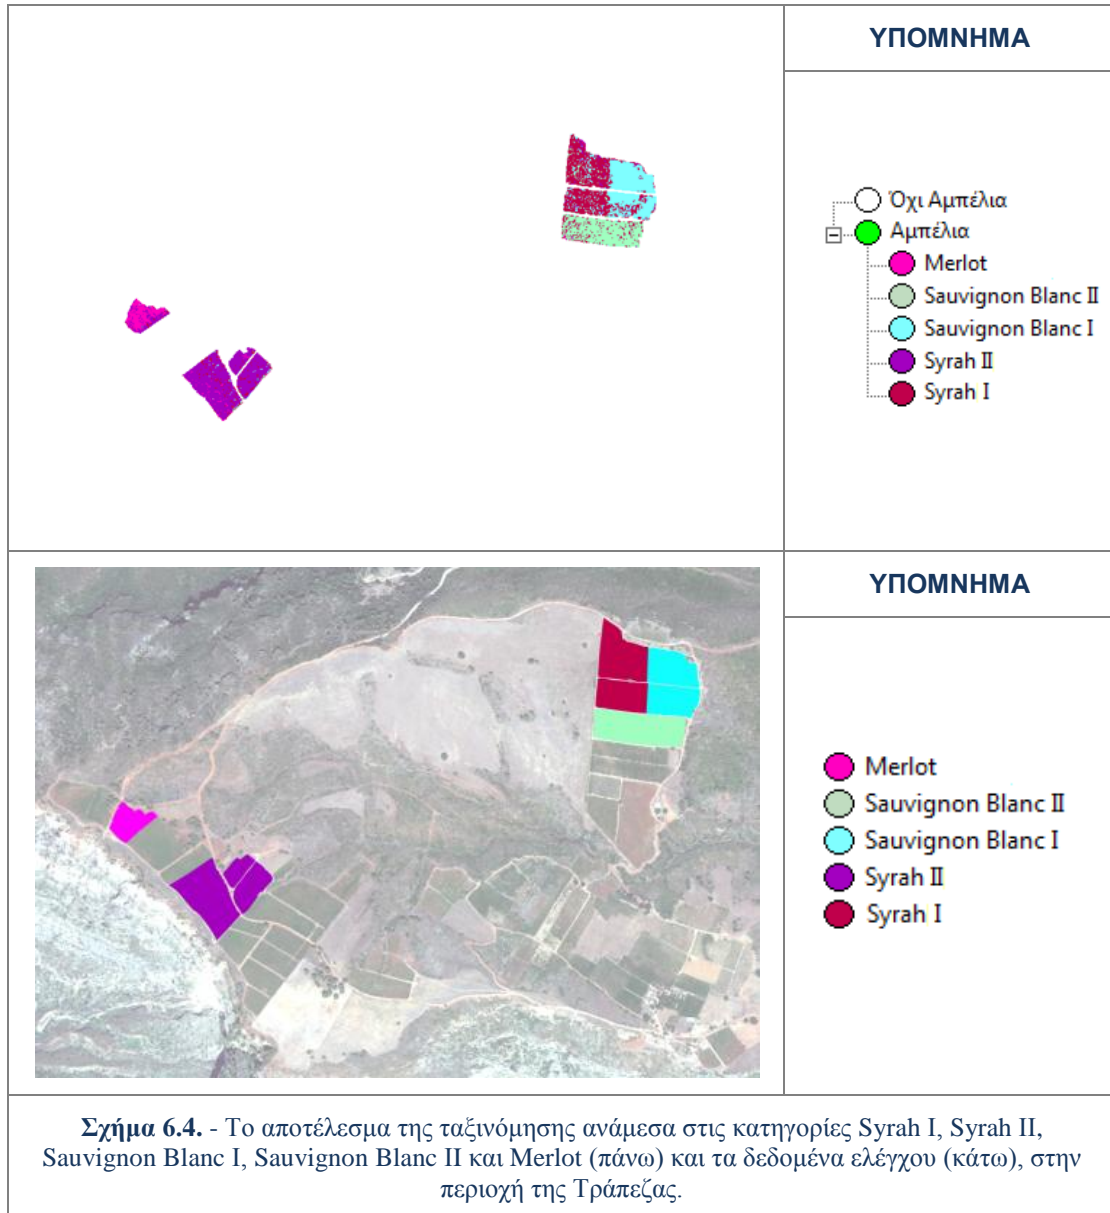 ΥΠΟΜΝΗΜΑ
Όχι Αμπέλια
Αμπέλια
Merlot
Sauvignon Blanc II
Sauvignon Blanc I
Syrah II
Syrah I
ΥΠΟΜΝΗΜΑ
Merlot
Sauvignon Blanc II
Sauvignon Blanc I
Syrah II
Syrah I
Σχήμα 6.4. - Το αποτέλεσμα της ταξινόμησης ανάμεσα στις κατηγορίες Syrah I, Syrah II,
Sauvignon Blanc I, Sauvignon Blanc II και Merlot (πάνω) και τα δεδομένα ελέγχου (κάτω), στην
περιοχή της Τράπεζας.